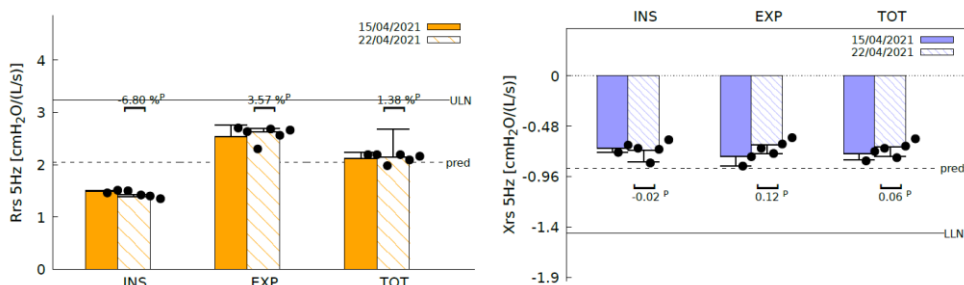 Rrs 5Hz [cmH₂O/(L/s)]
4
3
2
1
0
15/04/2021
22/04/2021
-6.80 % P
3.57 % P
1.38 % P
ULN
pred
INS EXP TOT
INS EXP TOT
Xrs 5Hz [cmH₂O/(L/s)]
0
-0.48
-0.96
-1.4
-1.9
15/04/2021
22/04/2021
pred
-0.02 P
0.12 P
0.06 P
LLN